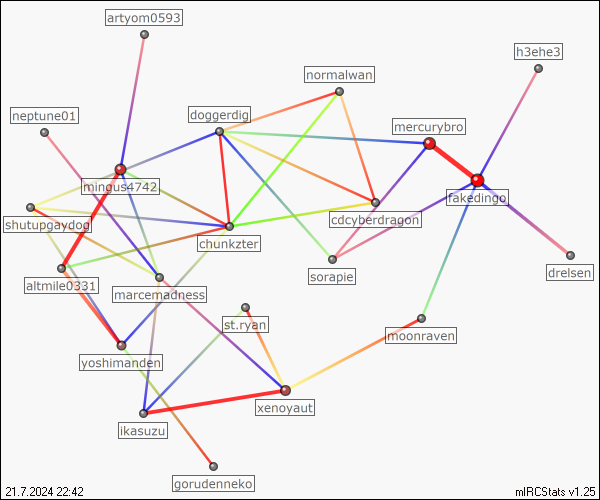 artyom0593
h3ehe3
normalwan
neptune01
doggerdig
mercurybro
mingus4742
fakedingo
shutupgaydog
cdcyberdragon
chunkzter
sorapie
drelsen
altmile0331
marcemadness
st.ryan
moonraven
yoshimanden
xenoyaut
ikasuzu
gorudenneko
21.7.2024 22:42
mIRCStats v1.25